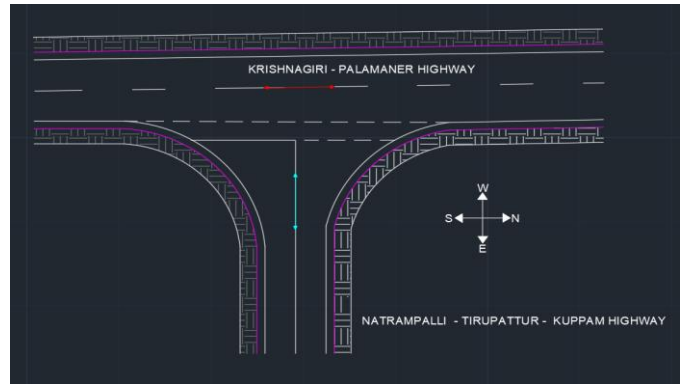 KRISHNAGIRI - PALAMANER HIGHWAY
W
S N
E
NATRAMPALLI - TIRUPATTUR - KUPPAM HIGHWAY